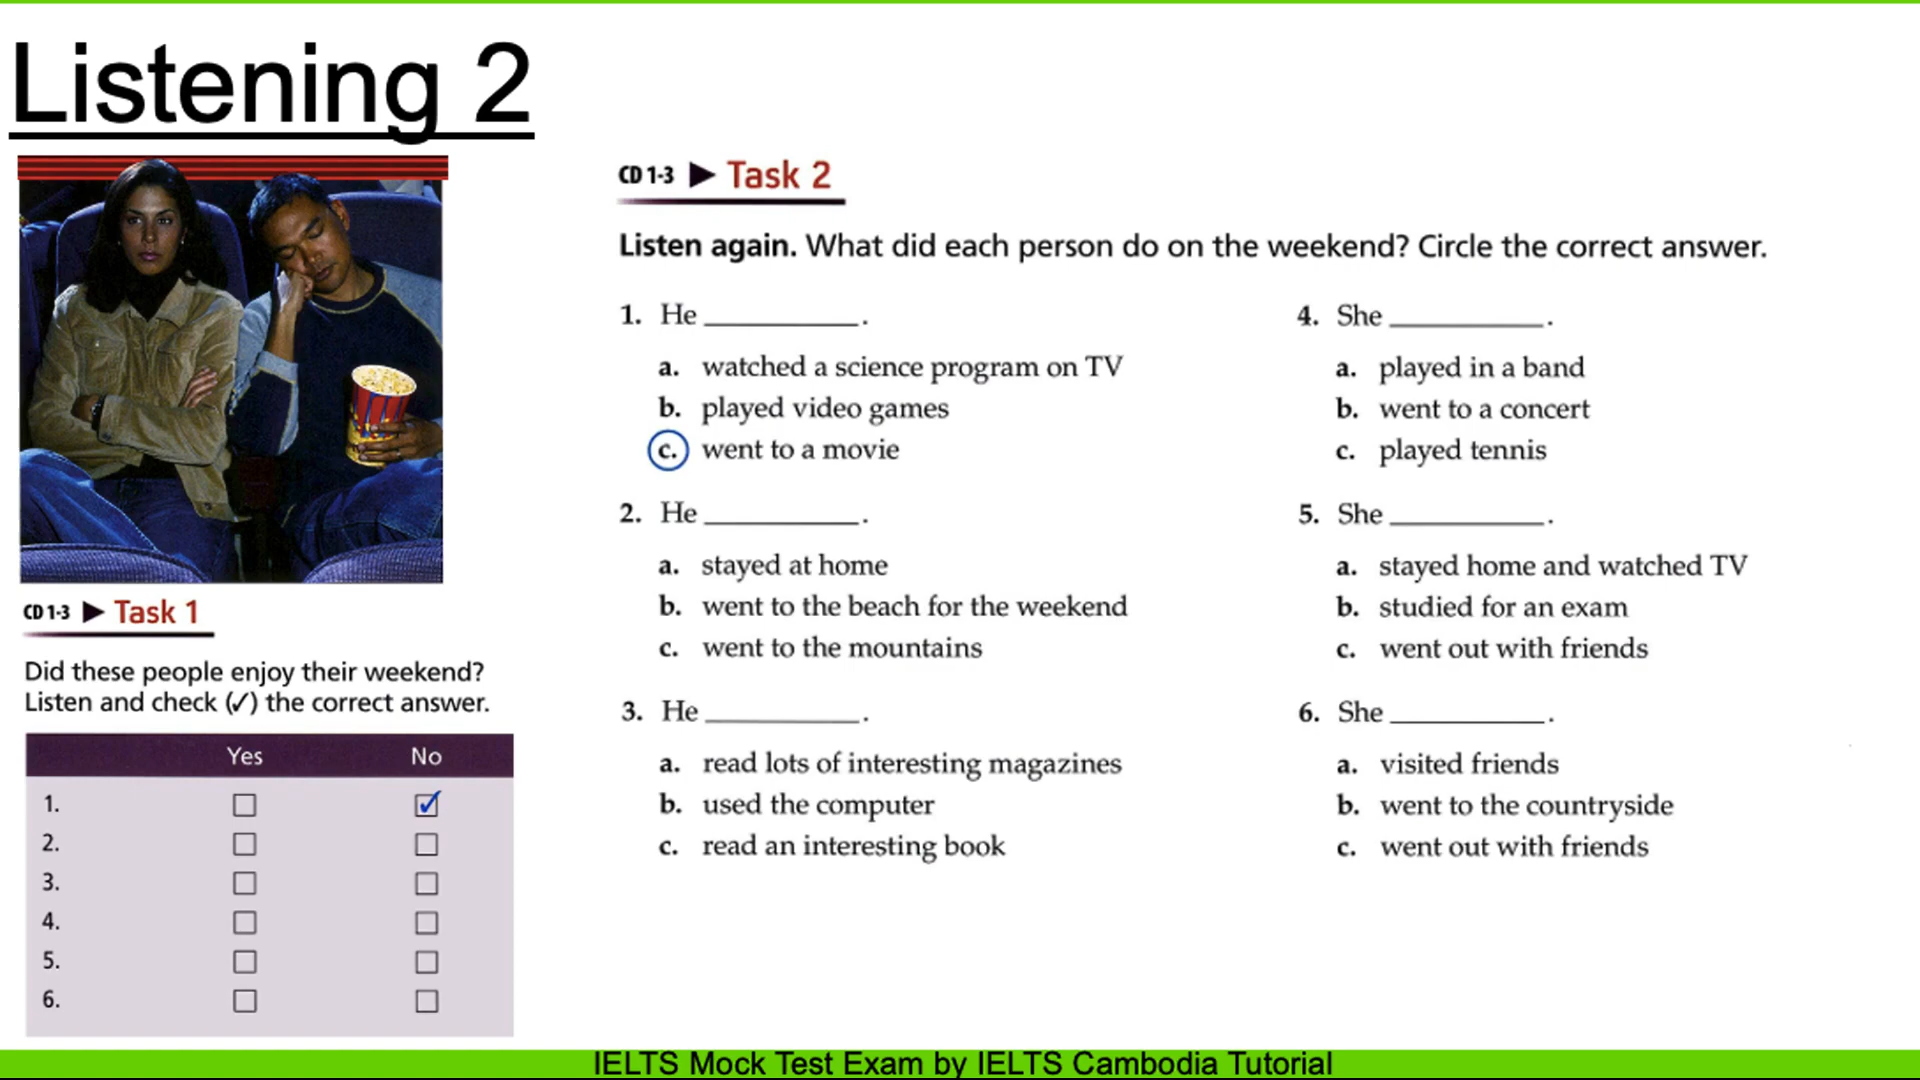 Listening 2
CD 1-3 ▶ Task 1
Did these people enjoy their weekend?
Listen and check (✓) the correct answer.
Yes No
1.
2.
3.
4.
5.
6.
CD 1-3 ▶ Task 2
Listen again. What did each person do on the weekend? Circle the correct answer.
1. He ___________.
a. watched a science program on TV
b. played video games
c. went to a movie
2. He ___________.
a. stayed at home
b. went to the beach for the weekend
c. went to the mountains
3. He ___________.
a. read lots of interesting magazines
b. used the computer
c. read an interesting book
4. She ___________.
a. played in a band
b. went to a concert
c. played tennis
5. She ___________.
a. stayed home and watched TV
b. studied for an exam
c. went out with friends
6. She ___________.
a. visited friends
b. went to the countryside
c. went out with friends
IELTS Mock Test Exam by IELTS Cambodia Tutorial